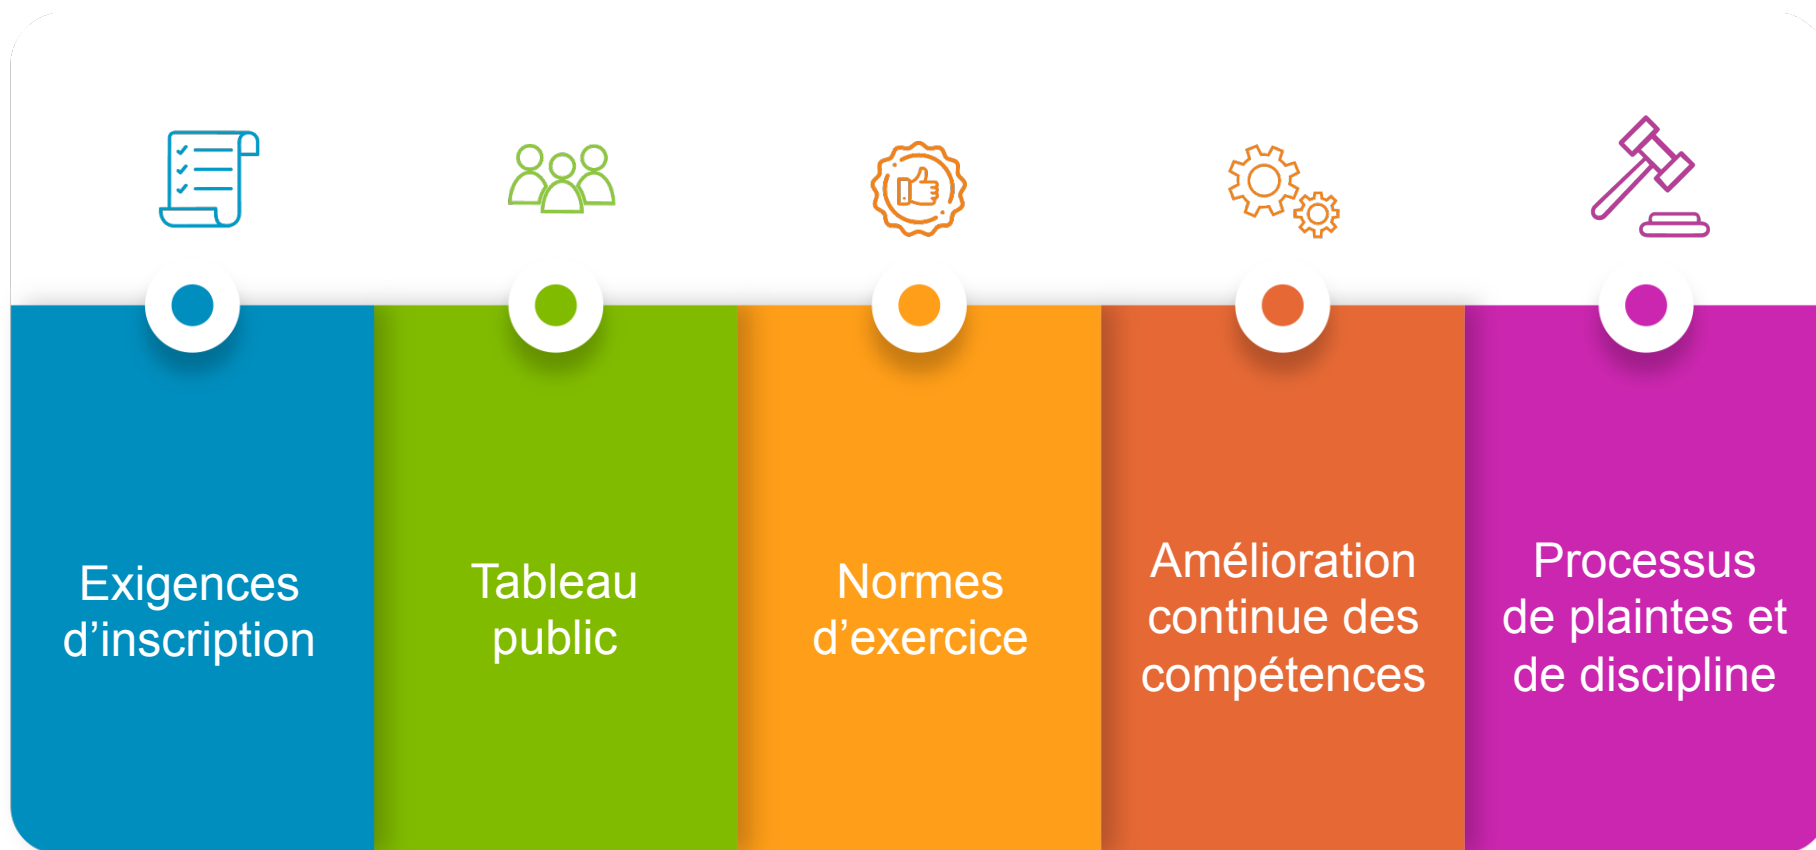 Exigences
d’inscription
Tableau
public
Normes
d’exercice
Amélioration
continue des
compétences
Processus
de plaintes et
de discipline